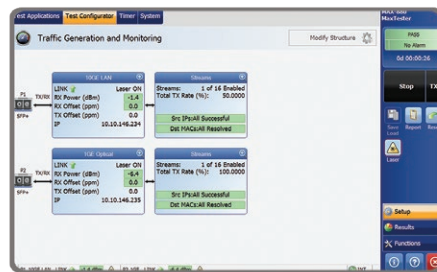 Test Applications Test Configurator Timer System
MaxTester
Traffic Generation and Monitoring
Modify Structure
PASS
No Alarm
0d 00:00:26
Stop TX
Report
Laser
Setup
Results
Functions
10GE LAN
LINK Laser ON
RX Power (dBm) -1.4
RX Offset (ppm) 0.0
TX Offset (ppm) 0.0
IP 10.10.146.234
Streams
Streams: 1 of 16 Enabled
Total TX Rate (%): 50.0000
Src IPs:All Successful
Dst MACs:All Resolved
P1
TX/RX
SFP+
1GE Optical
LINK Laser ON
RX Power (dBm) -6.4
RX Offset (ppm) 0.0
TX Offset (ppm) 0.0
IP 10.10.146.235
Streams
Streams: 1 of 16 Enabled
Total TX Rate (%): 100.0000
Src IPs:All Successful
Dst MACs:All Resolved
P2
TX/RX
SFP+